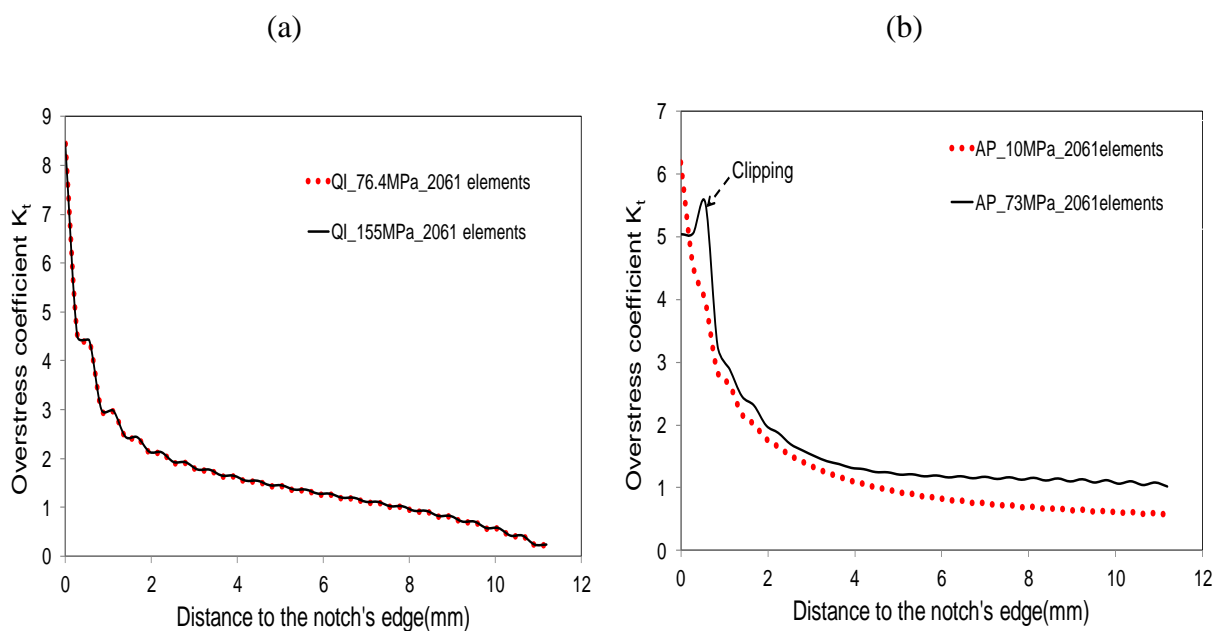 (a)
(b)
9
8
7
6
5
4
3
2
1
0
0 2 4 6 8 10 12
Overstress coefficient Kt
Distance to the notch's edge(mm)
QI_76.4MPa_2061 elements
QI_155MPa_2061 elements
7
6
5
4
3
2
1
0
0 2 4 6 8 10 12
Overstress coefficient Kt
Distance to the notch's edge(mm)
AP_10MPa_2061elements
AP_73MPa_2061elements
Clipping